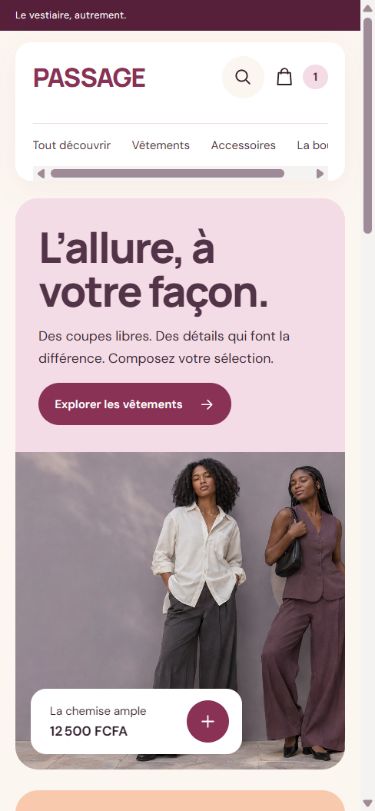 Le vestiaire, autrement.
PASSAGE
1
Tout découvrir Vêtements Accessoires La bou
L’allure, à
votre façon.
Des coupes libres. Des détails qui font la
différence. Composez votre sélection.
Explorer les vêtements
La chemise ample
12 500 FCFA